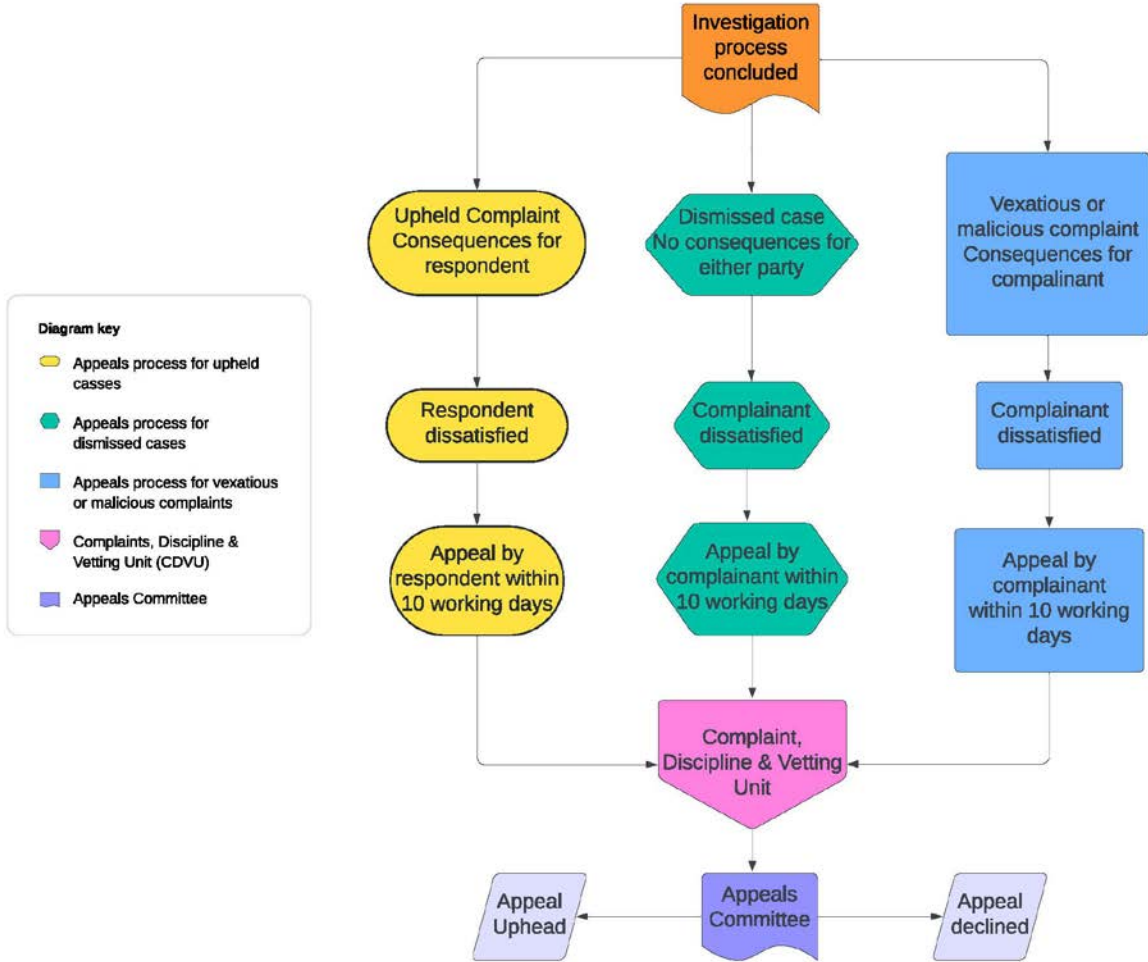 Investigation
process
concluded
Upheld Complaint
Consequences for
respondent
Dismissed case
No consequences for
either party
Vexatious or
malicious complaint
Consequences for
compalinant
Diagram key
Appeals process for upheld
casses
Appeals process for
dismissed cases
Appeals process for vexatious
or malicious complaints
Complaints, Discipline &
Vetting Unit (CDVU)
Appeals Committee
Respondent
dissatisfied
Complainant
dissatisfied
Complainant
dissatisfied
Appeal by
respondent within
10 working days
Appeal by
complainant within
10 working days
Appeal by
complainant
within 10 working
days
Complaint,
Discipline & Vetting
Unit
Appeal
Uphead
Appeals
Committee
Appeal
declined